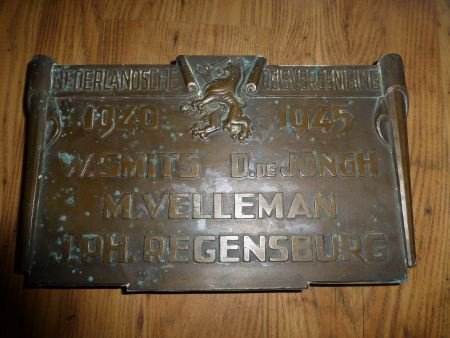 NEDERLANDSCHE
1940 1945
W. SMITS D. DE JONGH
M. VELLEMAN
J. PH. REGENSBURG